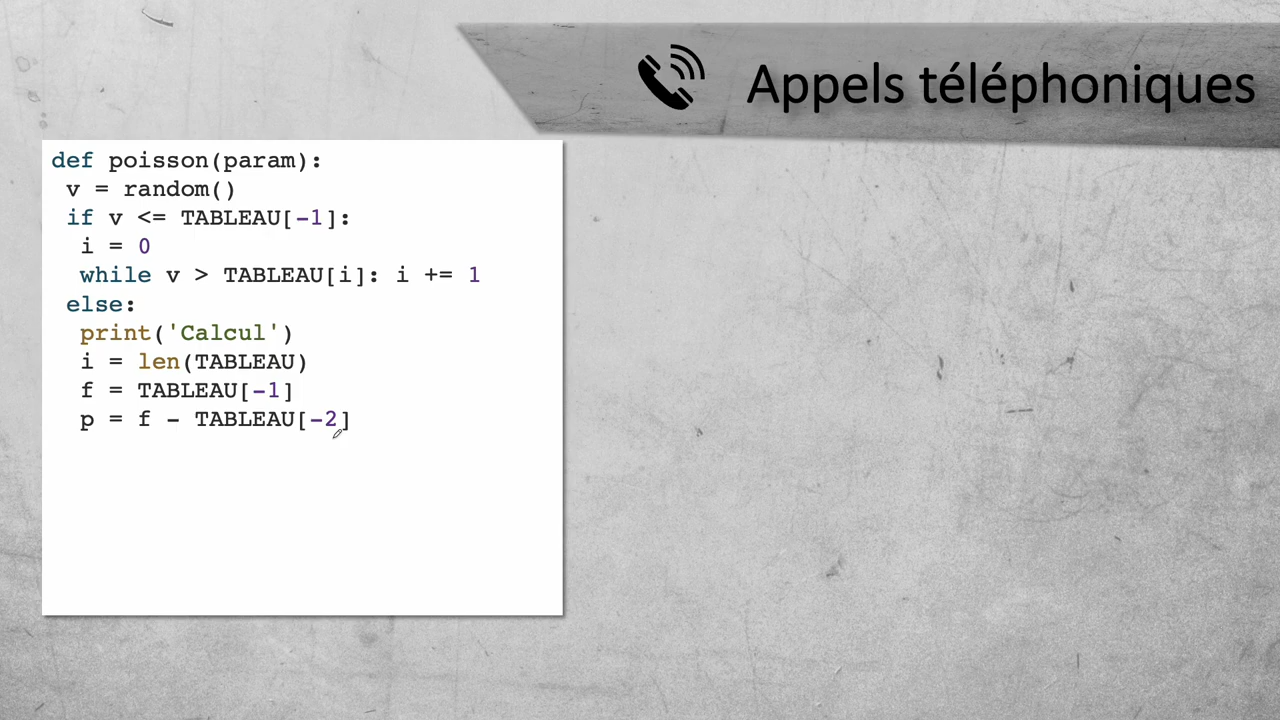 Appels téléphoniques
def poisson(param):
 v = random()
 if v <= TABLEAU[-1]:
  i = 0
  while v > TABLEAU[i]: i += 1
 else:
  print('Calcul')
  i = len(TABLEAU)
  f = TABLEAU[-1]
  p = f - TABLEAU[-2]